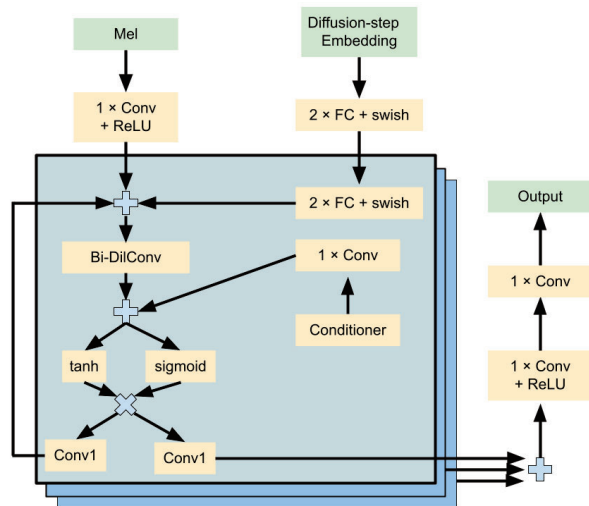 Mel
Diffusion-step
Embedding
1 × Conv
+ ReLU
2 × FC + swish
2 × FC + swish
Output
Bi-DilConv
1 × Conv
1 × Conv
Conditioner
tanh
sigmoid
1 × Conv
+ ReLU
Conv1
Conv1